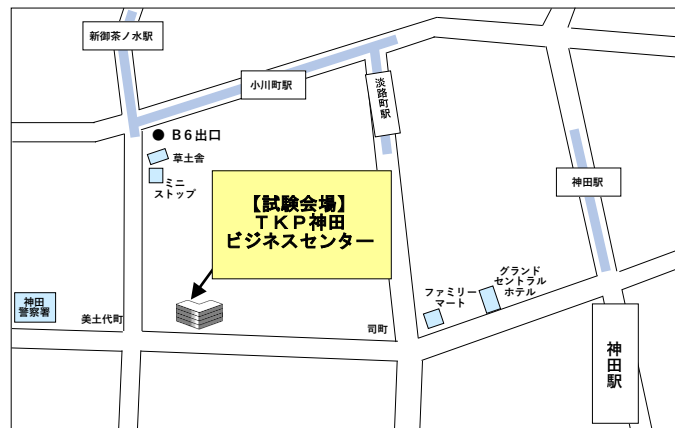 新御茶ノ水駅
小川町駅
淡路町駅
B6出口
草土舎
ミニ
ストップ
神田駅
【試験会場】
TKP神田
ビジネスセンター
グランド
セントラル
ホテル
ファミリー
マート
神田
警察署
美土代町
司町
神田駅